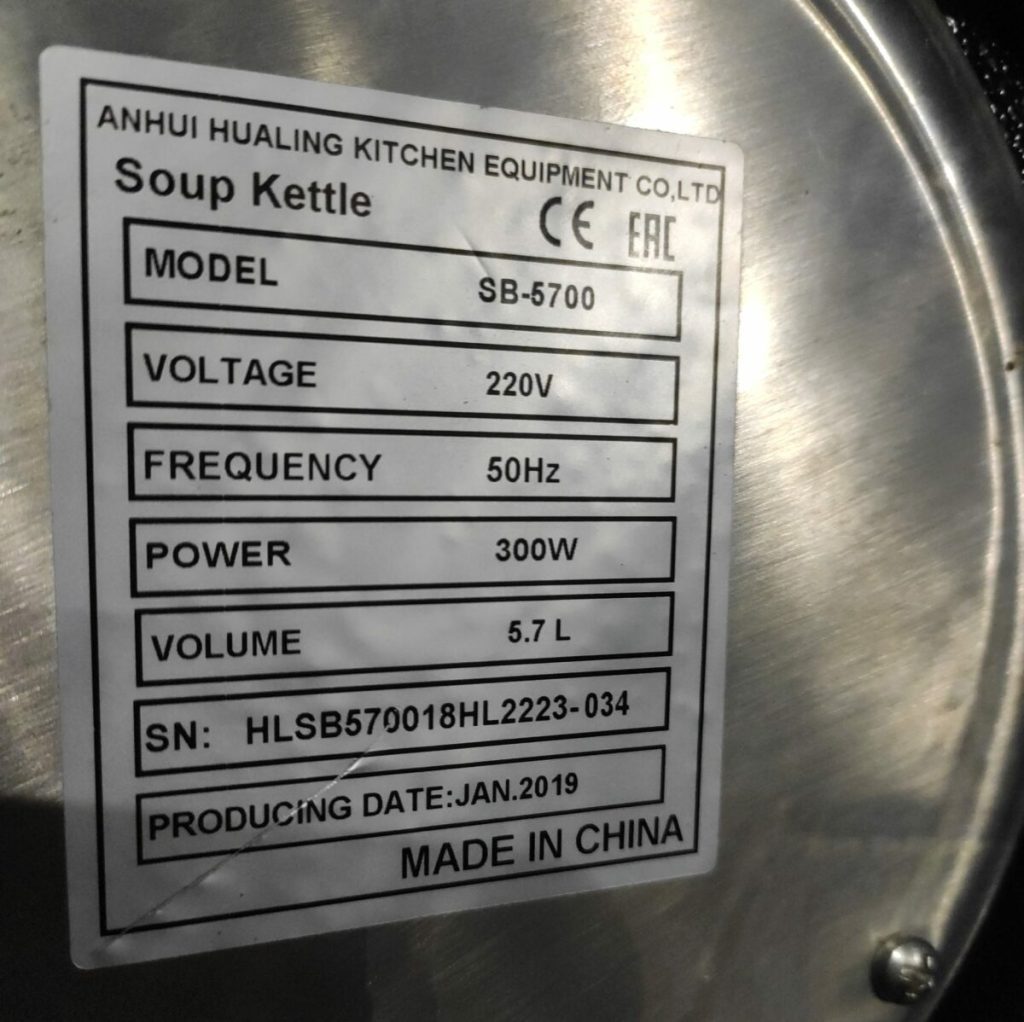 ANHUI HUALING KITCHEN EQUIPMENT CO,LTD
Soup Kettle
CE EAC
MODEL SB-5700
VOLTAGE 220V
FREQUENCY 50Hz
POWER 300W
VOLUME 5.7 L
SN: HLSB570018HL2223-034
PRODUCING DATE:JAN.2019
MADE IN CHINA